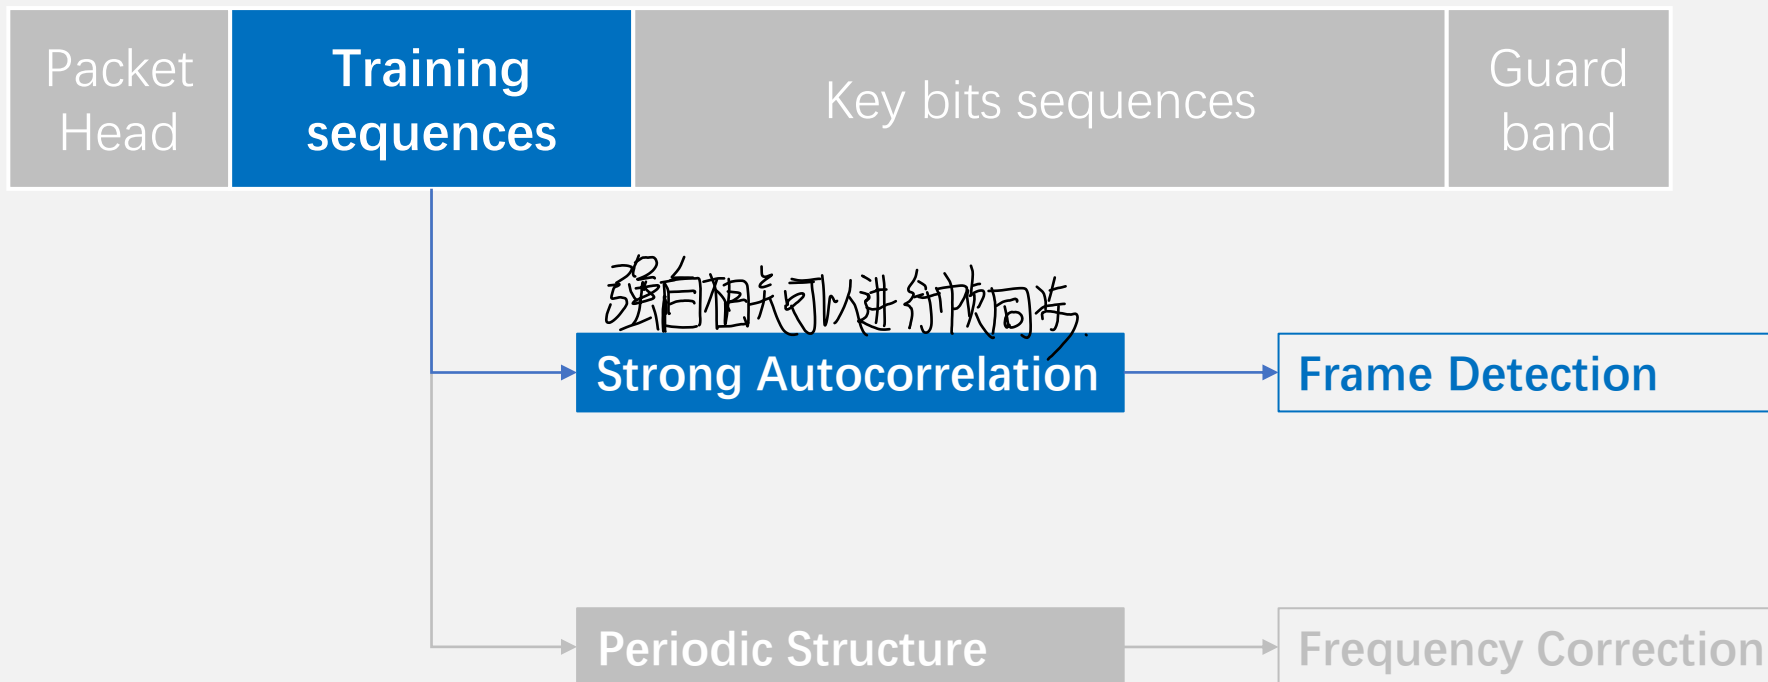 Packet
Head
Training
sequences
Key bits sequences
Guard
band
强自相关可以进行帧同步
Strong Autocorrelation
Frame Detection
Periodic Structure
Frequency Correction